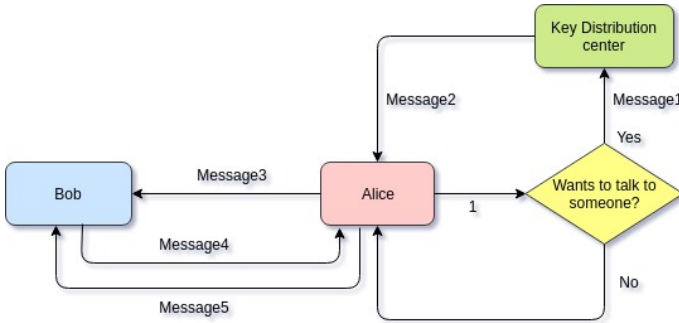 Key Distribution
center
Message2
Message1
Yes
Message3
Wants to talk to
someone?
Bob
Alice
1
Message4
No
Message5